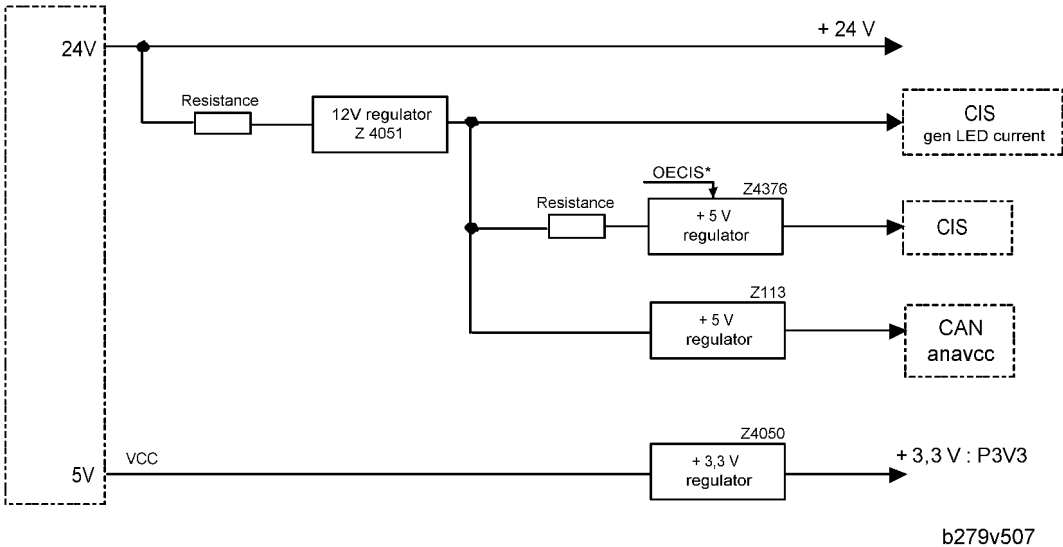 24V
+ 24 V
Resistance
12V regulator
Z 4051
CIS
gen LED current
OECIS*
Z4376
Resistance
+ 5 V
regulator
CIS
Z113
+ 5 V
regulator
CAN
anavcc
Z4050
5V
VCC
+ 3,3 V
regulator
+ 3,3 V : P3V3
b279v507